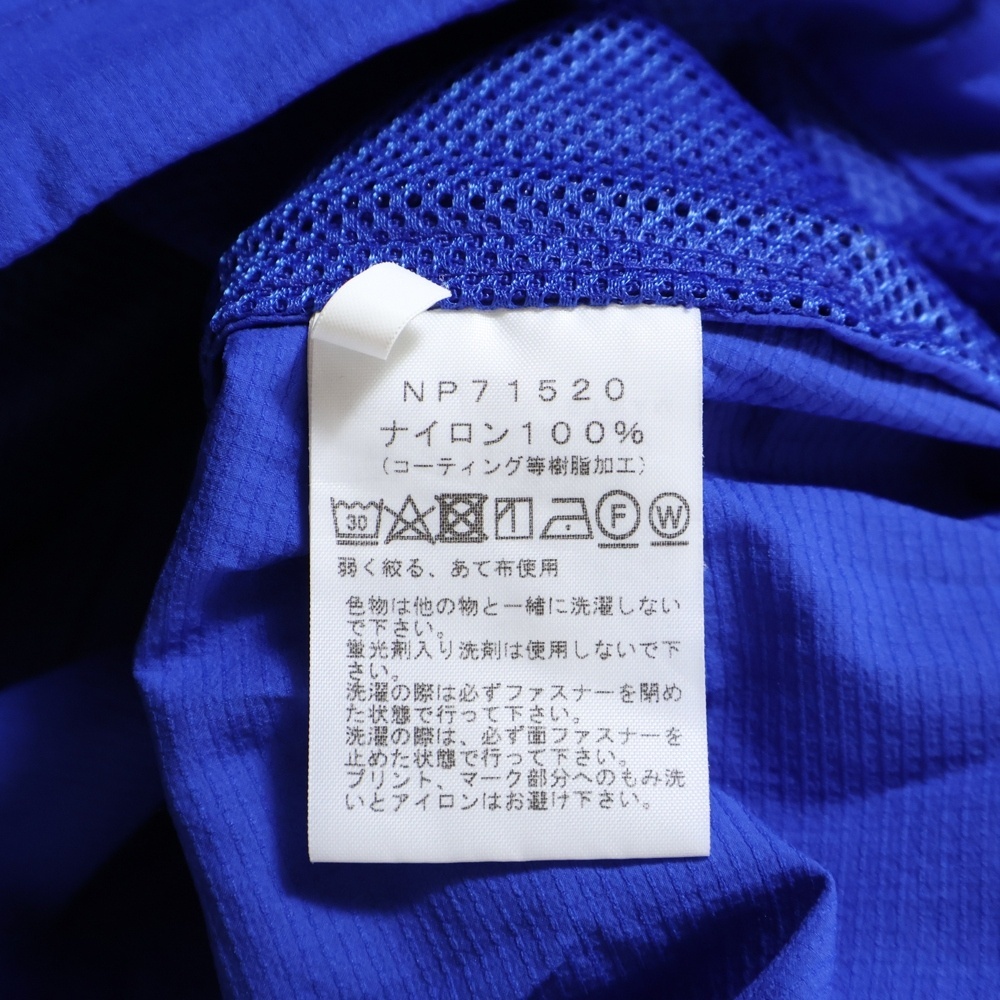 NP71520
ナイロン100%
(コーティング等樹脂加工)
30 F W
弱く絞る、あて布使用
色物は他の物と一緒に洗濯しない
で下さい。
蛍光剤入り洗剤は使用しないで下
さい。
洗濯の際は必ずファスナーを閉め
た状態で行って下さい。
洗濯の際は、必ず面ファスナーを
止めた状態で行って下さい。
プリント、マーク部分へのもみ洗
いとアイロンはお避け下さい。